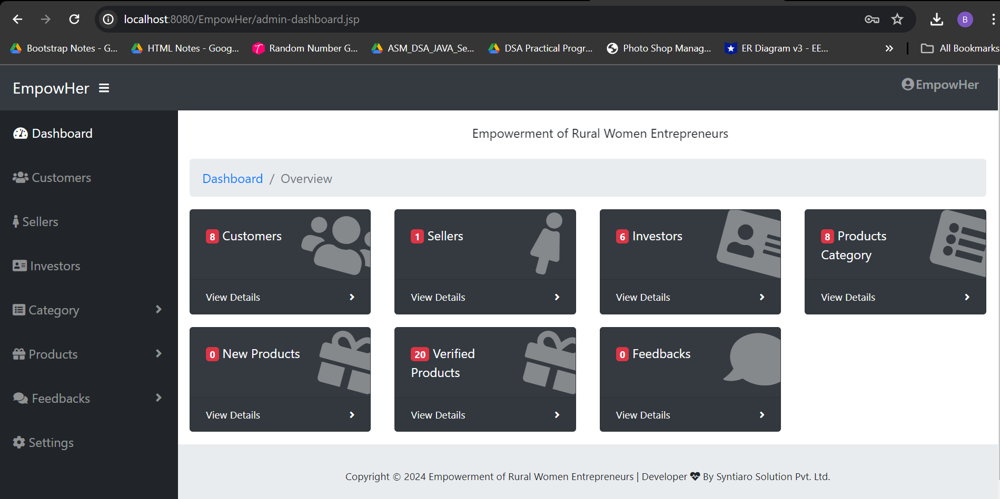 localhost:8080/EmpowHer/admin-dashboard.jsp
B
Bootstrap Notes - G...
HTML Notes - Goog...
Random Number G...
ASM_DSA_JAVA_Se...
DSA Practical Progr...
Photo Shop Manag...
ER Diagram v3 - EE...
All Bookmarks
EmpowHer
EmpowHer
Dashboard
Customers
Sellers
Investors
Category
Products
Feedbacks
Settings
Empowerment of Rural Women Entrepreneurs
Dashboard / Overview
8 Customers
View Details
1 Sellers
View Details
6 Investors
View Details
8 Products
Category
View Details
0 New Products
View Details
20 Verified
Products
View Details
0 Feedbacks
View Details
Copyright © 2024 Empowerment of Rural Women Entrepreneurs | Developer By Syntiaro Solution Pvt. Ltd.